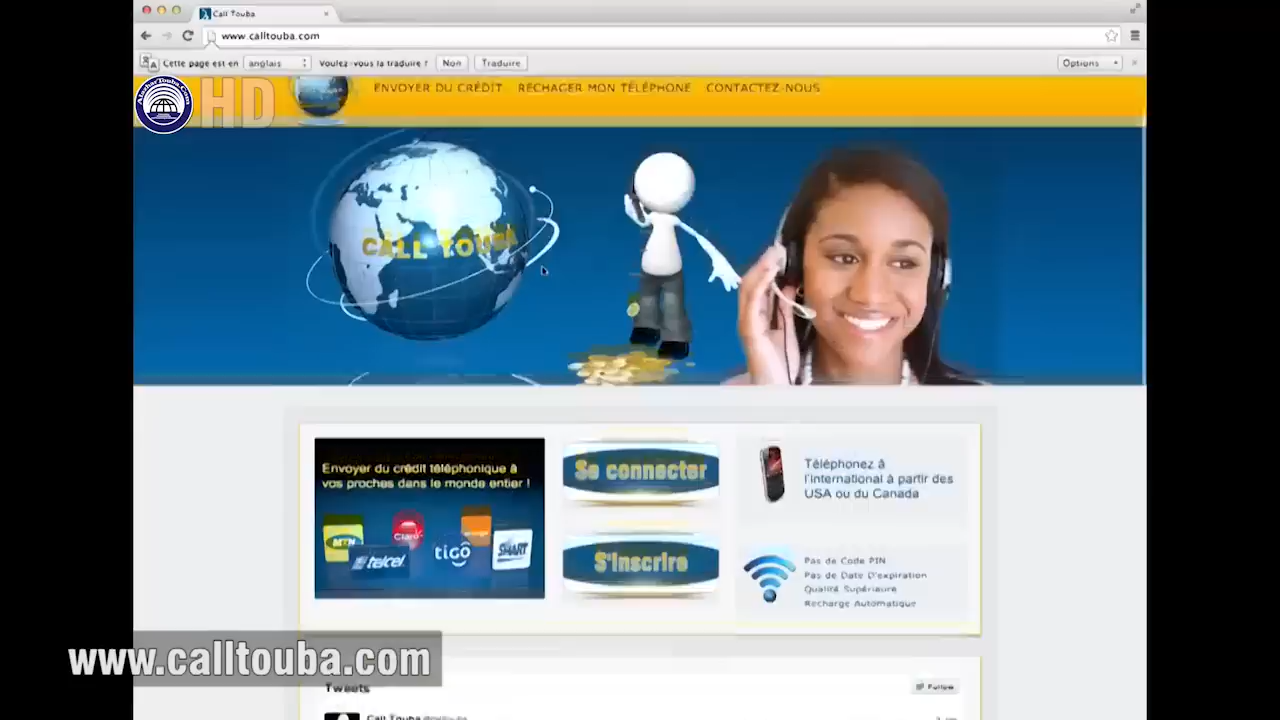 Call Touba
www.calltouba.com
Cette page est en anglais Voulez-vous la traduire ? Non Traduire Options
HD
ENVOYER DU CRÉDIT RECHAGER MON TÉLÉPHONE CONTACTEZ-NOUS
CALL TOUBA
Envoyer du crédit téléphonique à
vos proches dans le monde entier !
MTN
Claro
telcel
tigo
SMART
Se connecter
S'inscrire
Téléphonez à
l'International à partir des
USA ou du Canada
Pas de Code PIN
Pas de Date D'expiration
Qualité Supérieure
Recharge Automatique
www.calltouba.com
Tweets
Follow
Call Touba